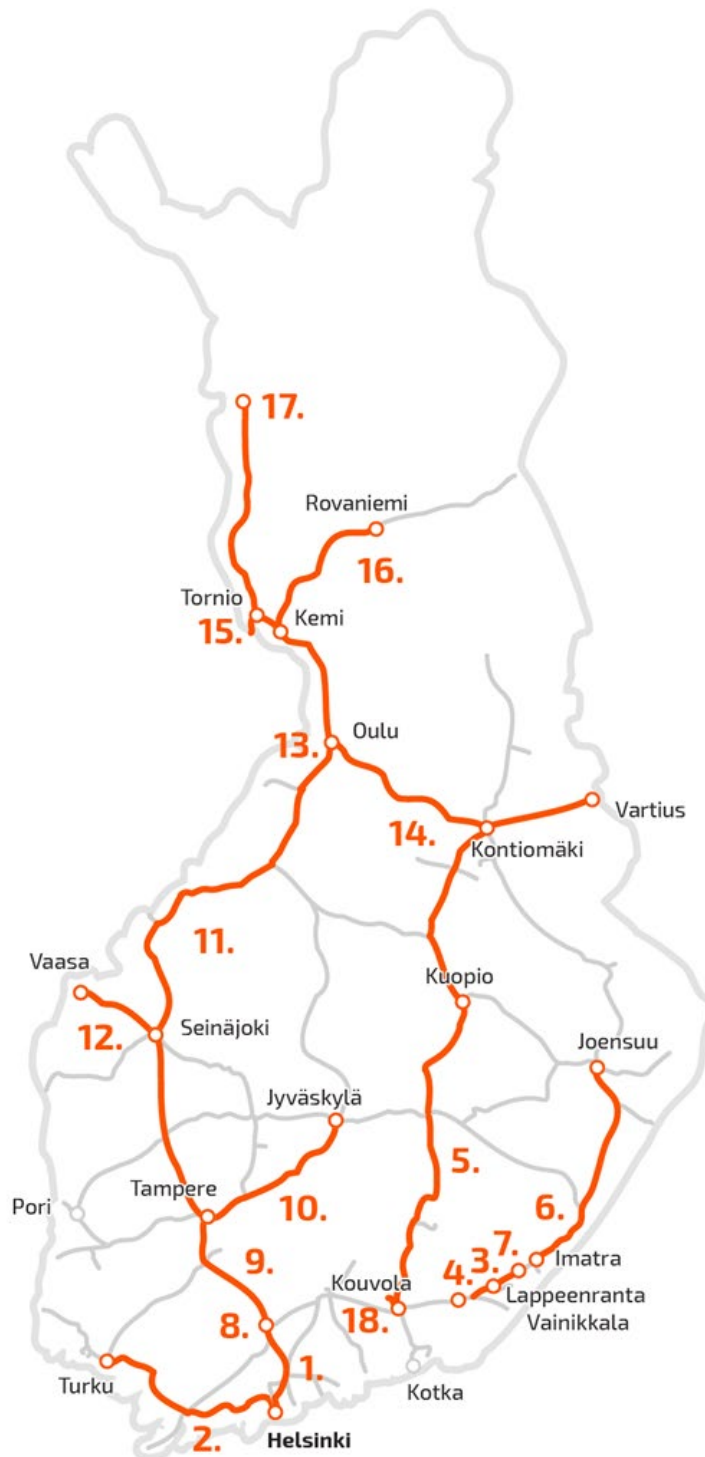 17.
Rovaniemi
16.
Tornio
15.
Kemi
13.
Oulu
Vartius
14.
Kontiomäki
11.
Vaasa
Kuopio
12.
Seinäjoki
Joensuu
Jyväskylä
5.
Tampere
Pori
10.
6.
9.
7.
Imatra
3.
4.
Kouvola
Lappeenranta
Vainikkala
8.
18.
1.
Turku
Kotka
2.
Helsinki